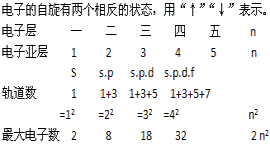 电子的自旋有两个相反的状态，用“↑”“↓”表示。
电子层 一 二 三 四 五 n
电子亚层 1 2 3 4 5 n
S s.p s.p.d s.p.d.f
轨道数 1 1+3 1+3+5 1+3+5+7
=1² =2² =3² =4² n²
最大电子数 2 8 18 32 2 n²